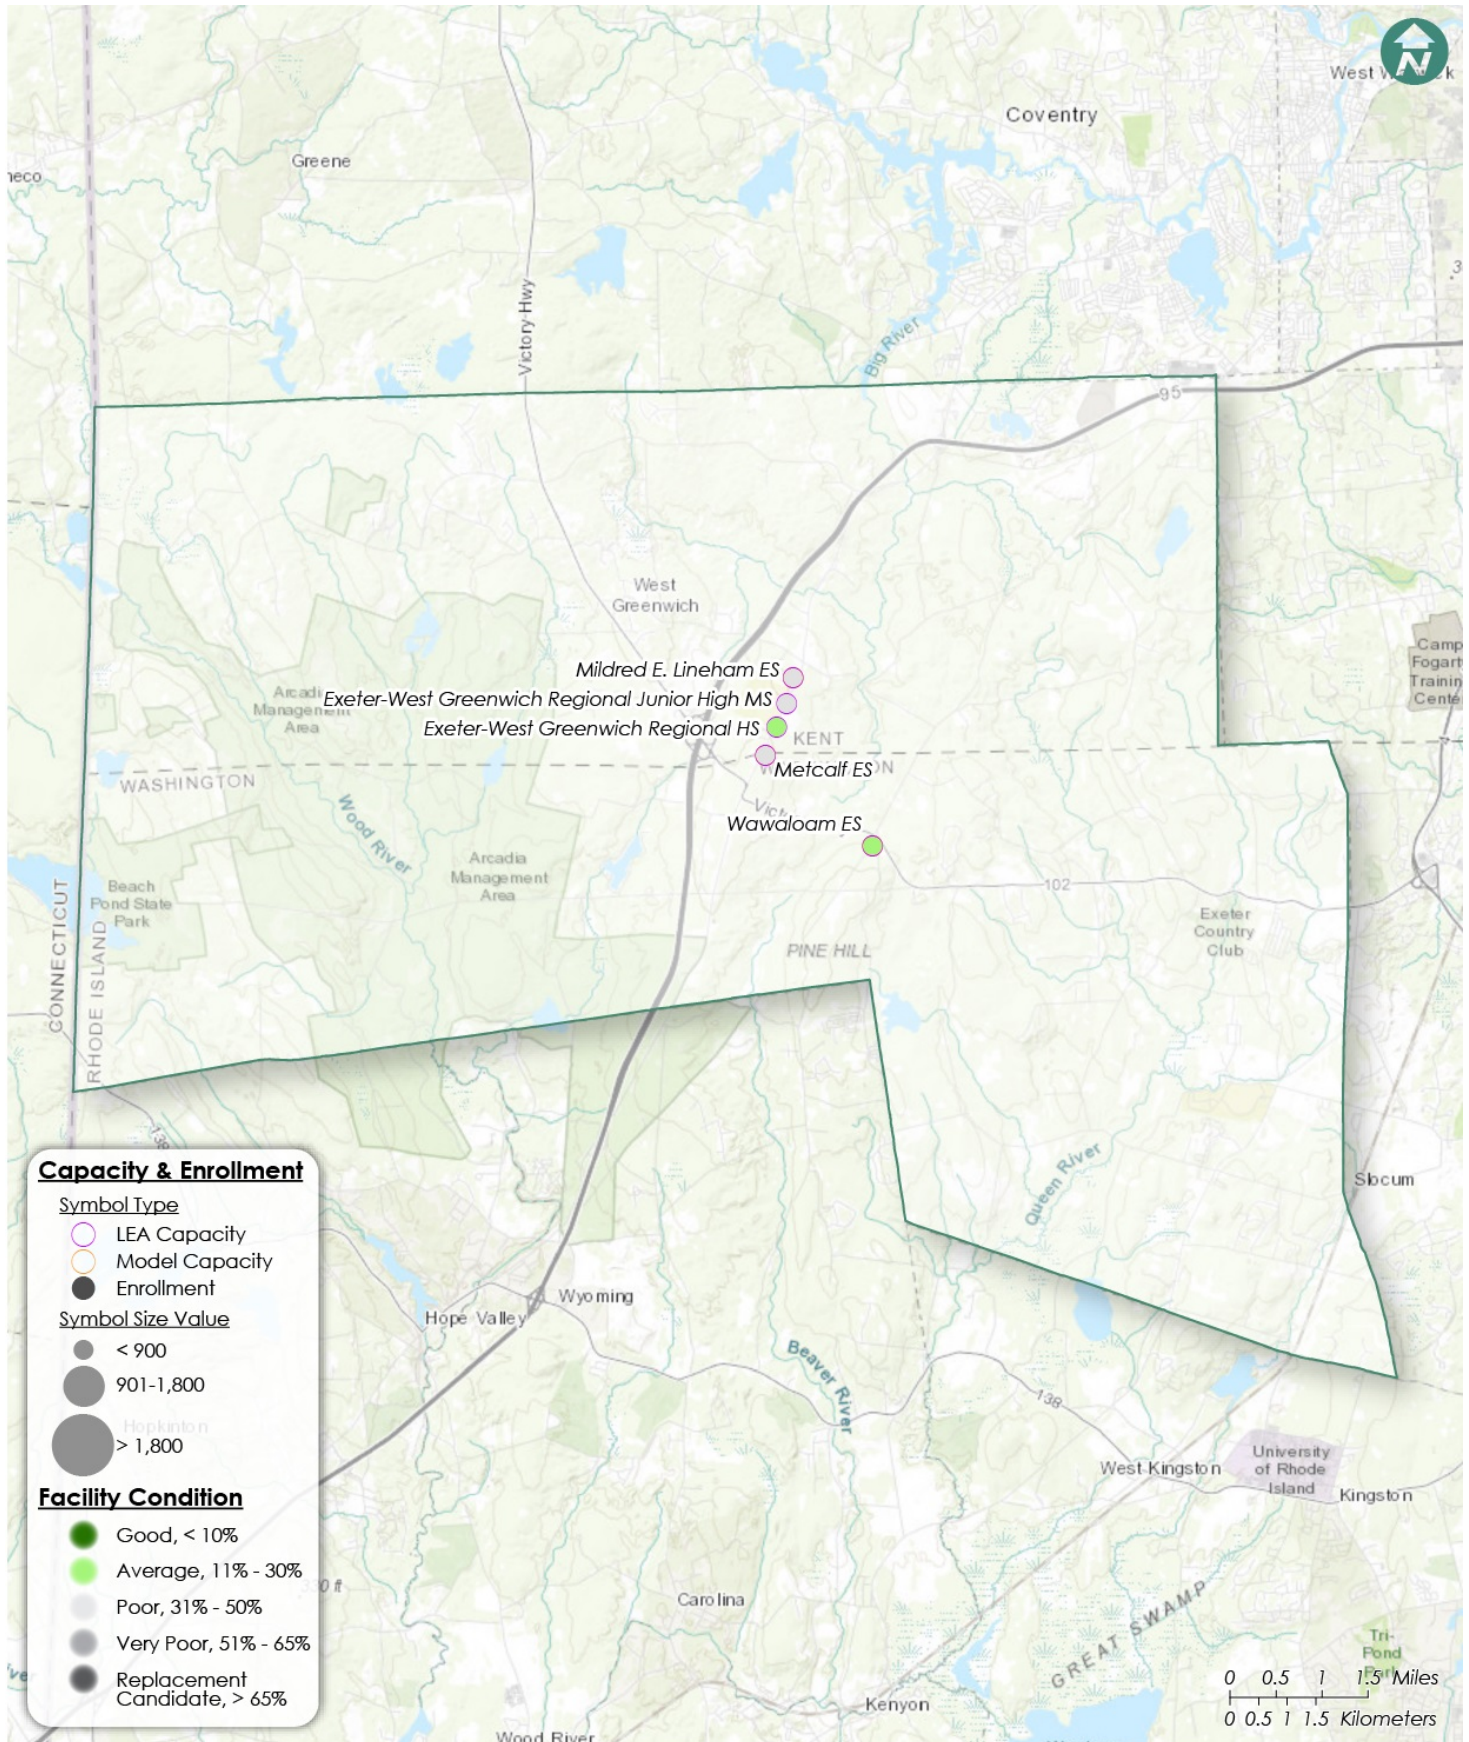 N
Coventry
Greene
neco
Victory Hwy
Big River
95
West
Greenwich
Mildred E. Lineham ES
Exeter-West Greenwich Regional Junior High MS
Exeter-West Greenwich Regional HS
KENT
Metcalf ES
Wawaloam ES
Arcadia
Management
Area
WASHINGTON
Wood River
Arcadia
Management
Area
Beach
Pond State
Park
CONNECTICUT
RHODE ISLAND
102
Exeter
Country
Club
PINE HILL
Camp
Fogart
Training
Cente
Queen River
Slocum
138
Wyoming
Hope Valley
Beaver River
138
West Kingston
University
of Rhode
Island
Kingston
Carolina
GREAT SWAMP
Tri-
Pond
Kenyon
Wood River
Capacity & Enrollment
Symbol Type
LEA Capacity
Model Capacity
Enrollment
Symbol Size Value
< 900
901-1,800
Hopkinton
> 1,800
Facility Condition
Good, < 10%
Average, 11% - 30%
Poor, 31% - 50%
Very Poor, 51% - 65%
Replacement
Candidate, > 65%
0 0.5 1 1.5 Miles
0 0.5 1 1.5 Kilometers